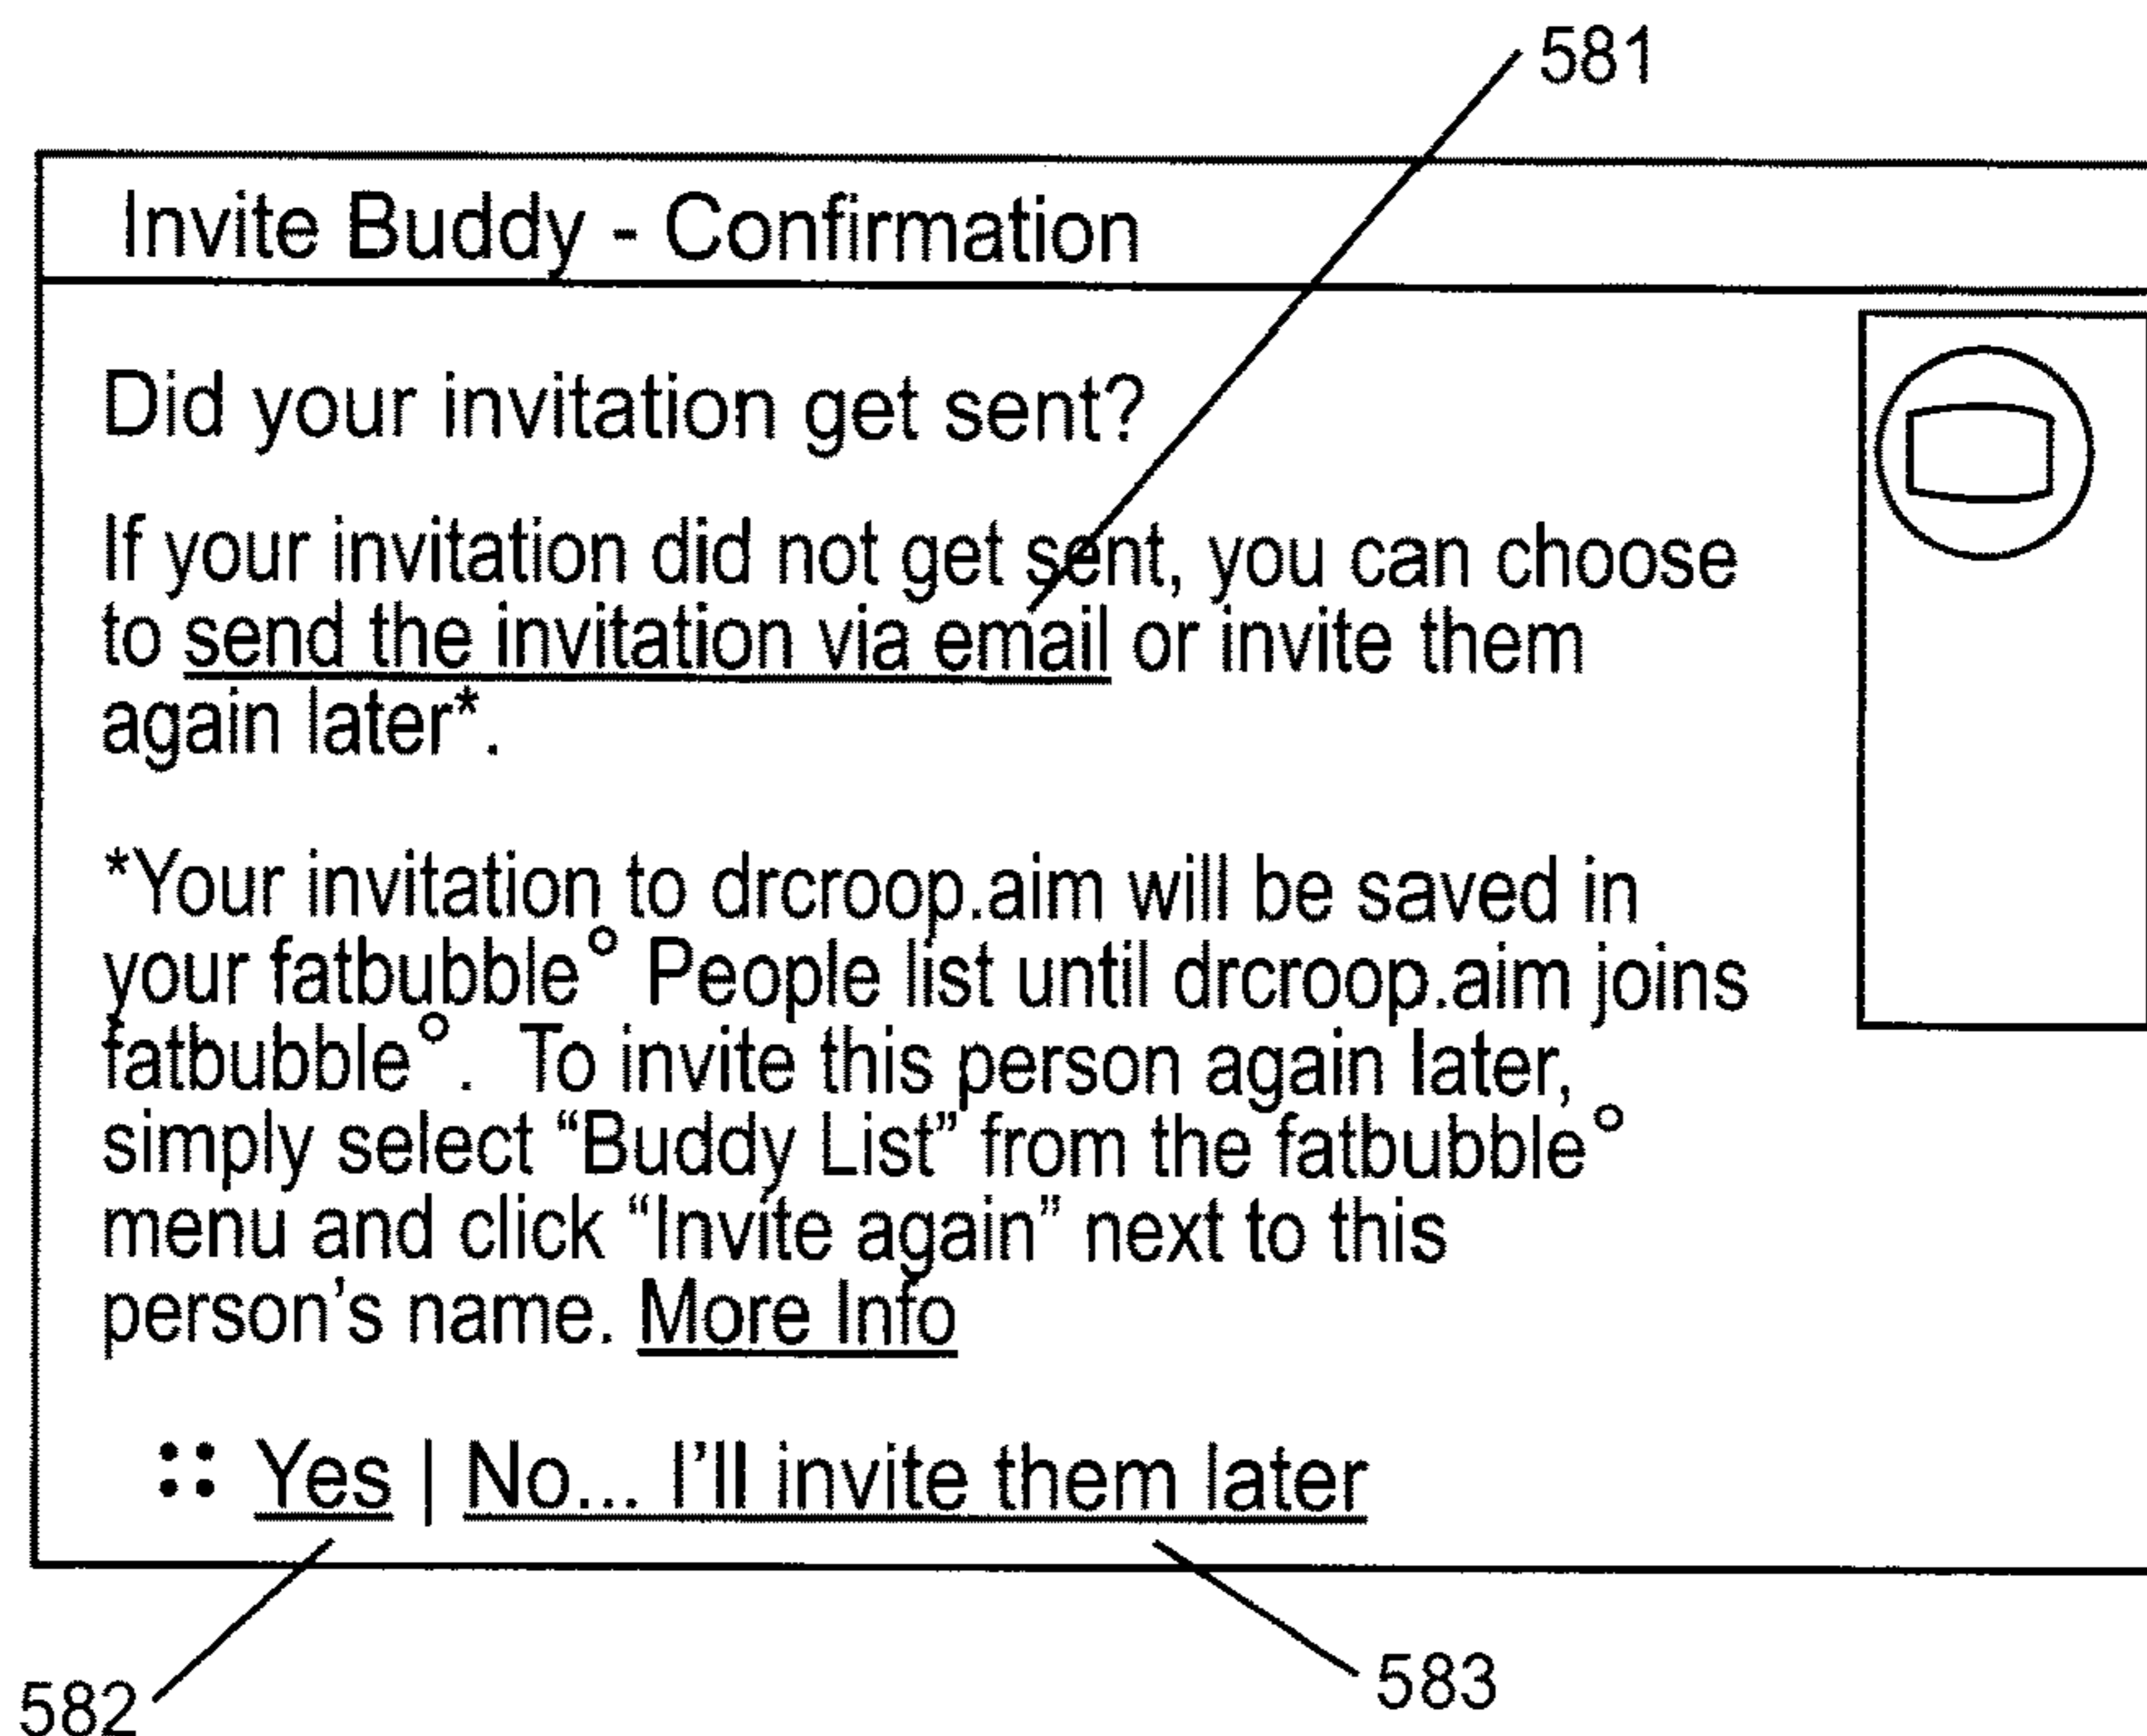 581
Invite Buddy - Confirmation
Did your invitation get sent?
If your invitation did not get sent, you can choose
to send the invitation via email or invite them
again later*.
*Your invitation to drcroop.aim will be saved in
your fatbubble° People list until drcroop.aim joins
fatbubble°. To invite this person again later,
simply select “Buddy List” from the fatbubble°
menu and click “Invite again” next to this
person’s name. More Info
:: Yes | No... I’ll invite them later
582
583